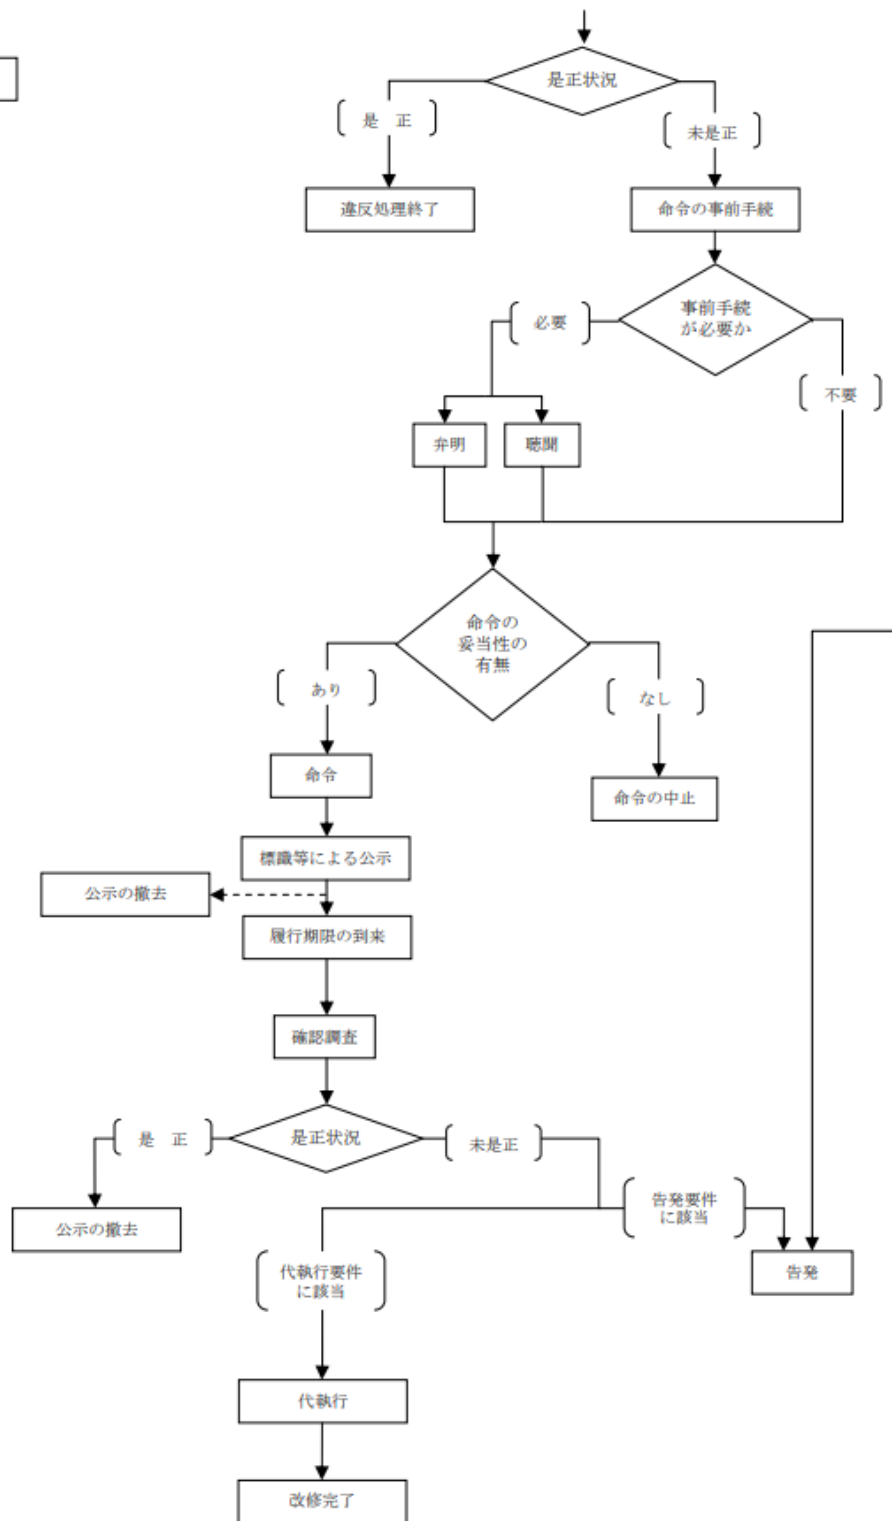 是正状況
是　正
未是正
違反処理終了
命令の事前手続
事前手続
が必要か
必要
不要
弁明
聴聞
命令の
妥当性の
有無
あり
なし
命令
命令の中止
標識等による公示
公示の撤去
履行期限の到来
確認調査
是正状況
是　正
未是正
告発要件
に該当
公示の撤去
代執行要件
に該当
告発
代執行
改修完了